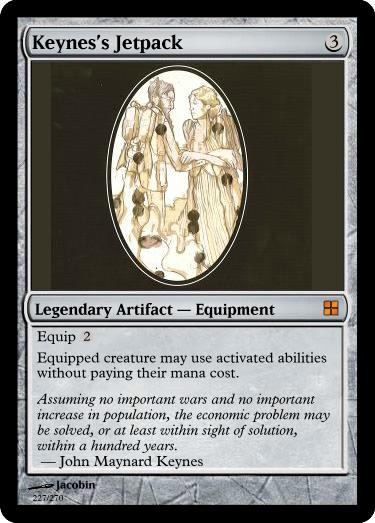 Keynes's Jetpack 3
Legendary Artifact — Equipment
Equip 2
Equipped creature may use activated abilities
without paying their mana cost.
Assuming no important wars and no important
increase in population, the economic problem may
be solved, or at least within sight of solution,
within a hundred years.
— John Maynard Keynes
Jacobin
227/270